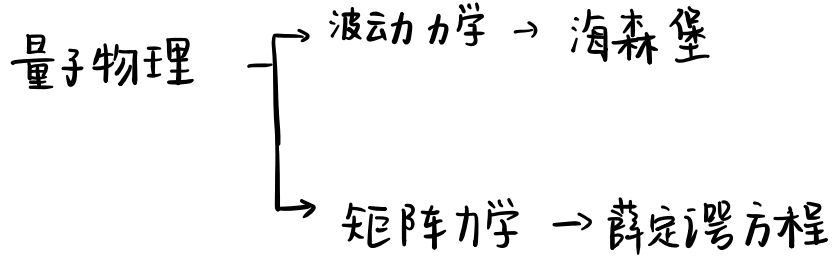 量子物理
波动力学 → 海森堡
矩阵力学 → 薛定谔方程